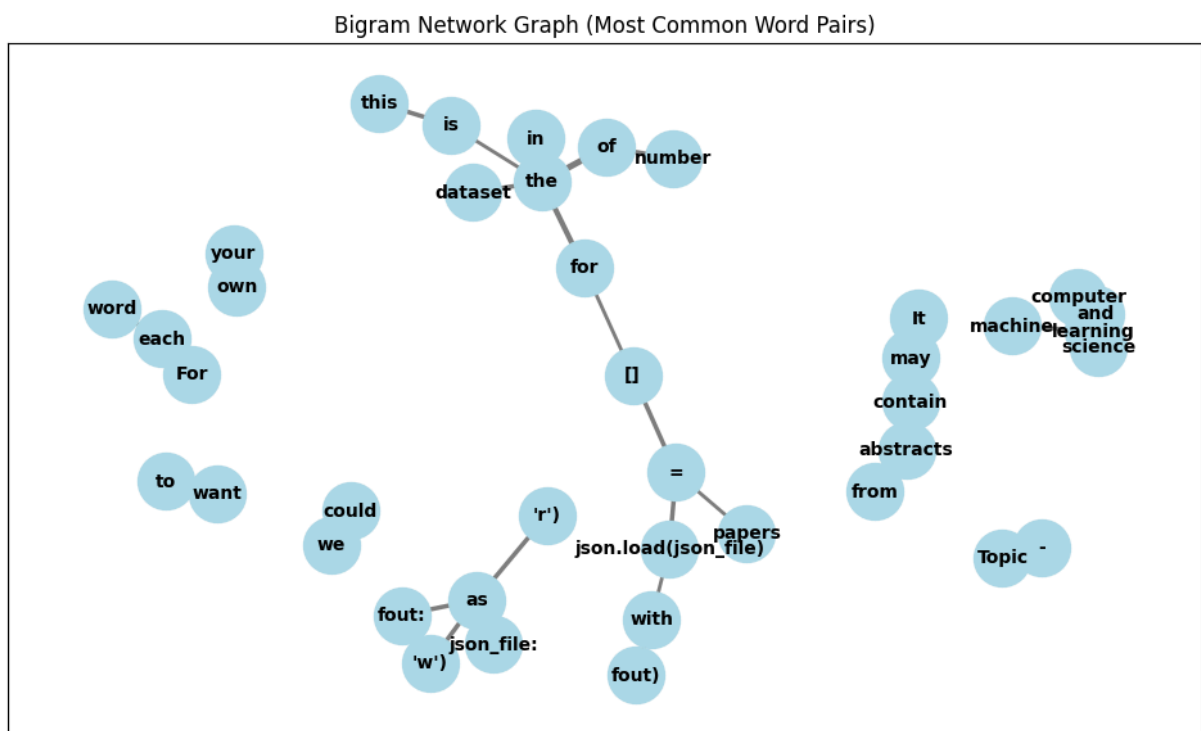 Bigram Network Graph (Most Common Word Pairs)
this
is
in
of
number
the
dataset
your
own
for
word
each
For
computer
and
machine
learning
science
It
may
contain
abstracts
from
[]
=
to
want
could
we
'r')
papers
json.load(json_file)
Topic
-
as
fout:
'w')
json_file:
with
fout)